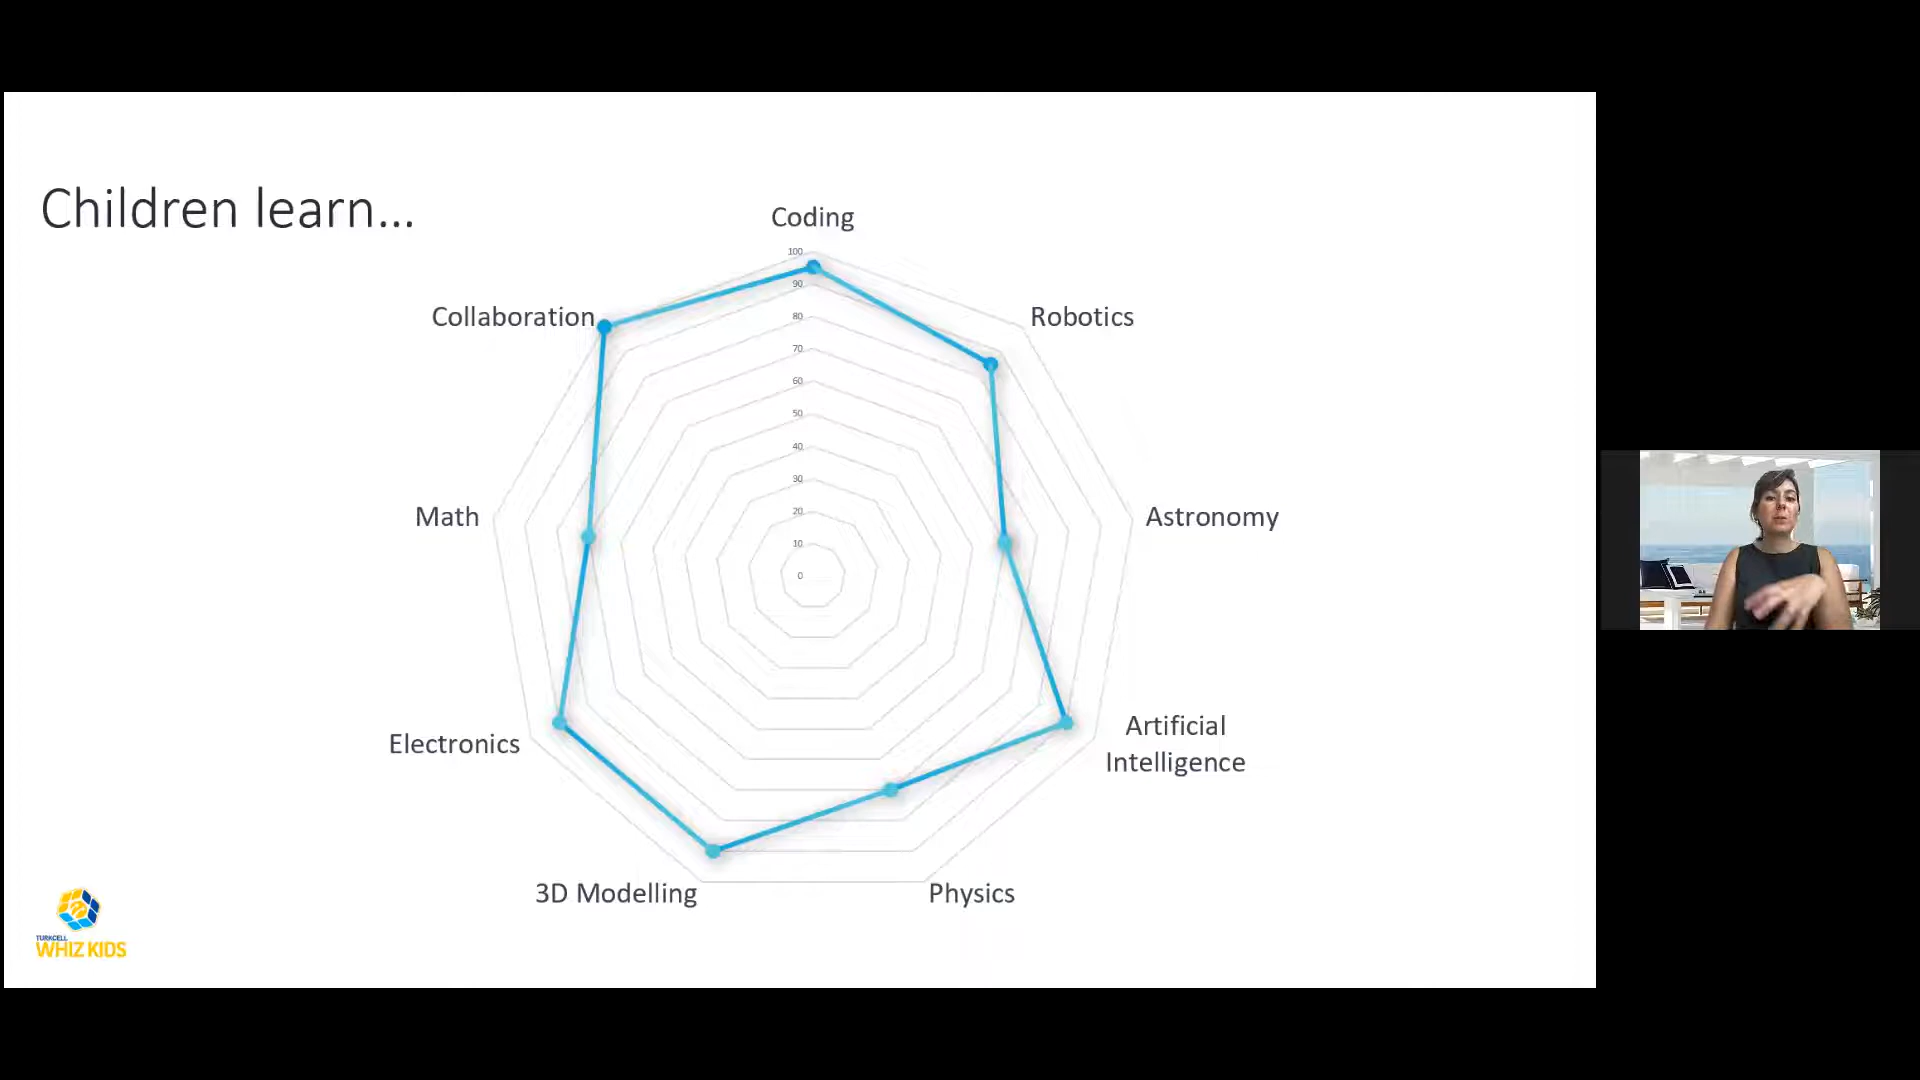 Children learn...
Coding
Robotics
Astronomy
Artificial
Intelligence
Physics
3D Modelling
Electronics
Math
Collaboration
100
90
80
70
60
50
40
30
20
10
0
TURKCELL
WHIZ KIDS